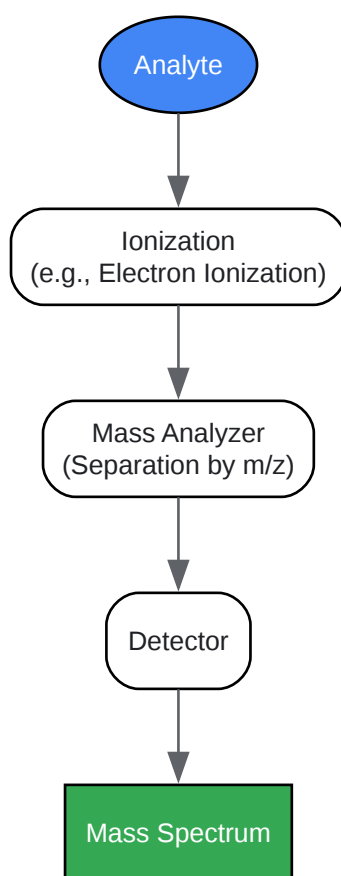 Analyte
Ionization
(e.g., Electron Ionization)
Mass Analyzer
(Separation by m/z)
Detector
Mass Spectrum